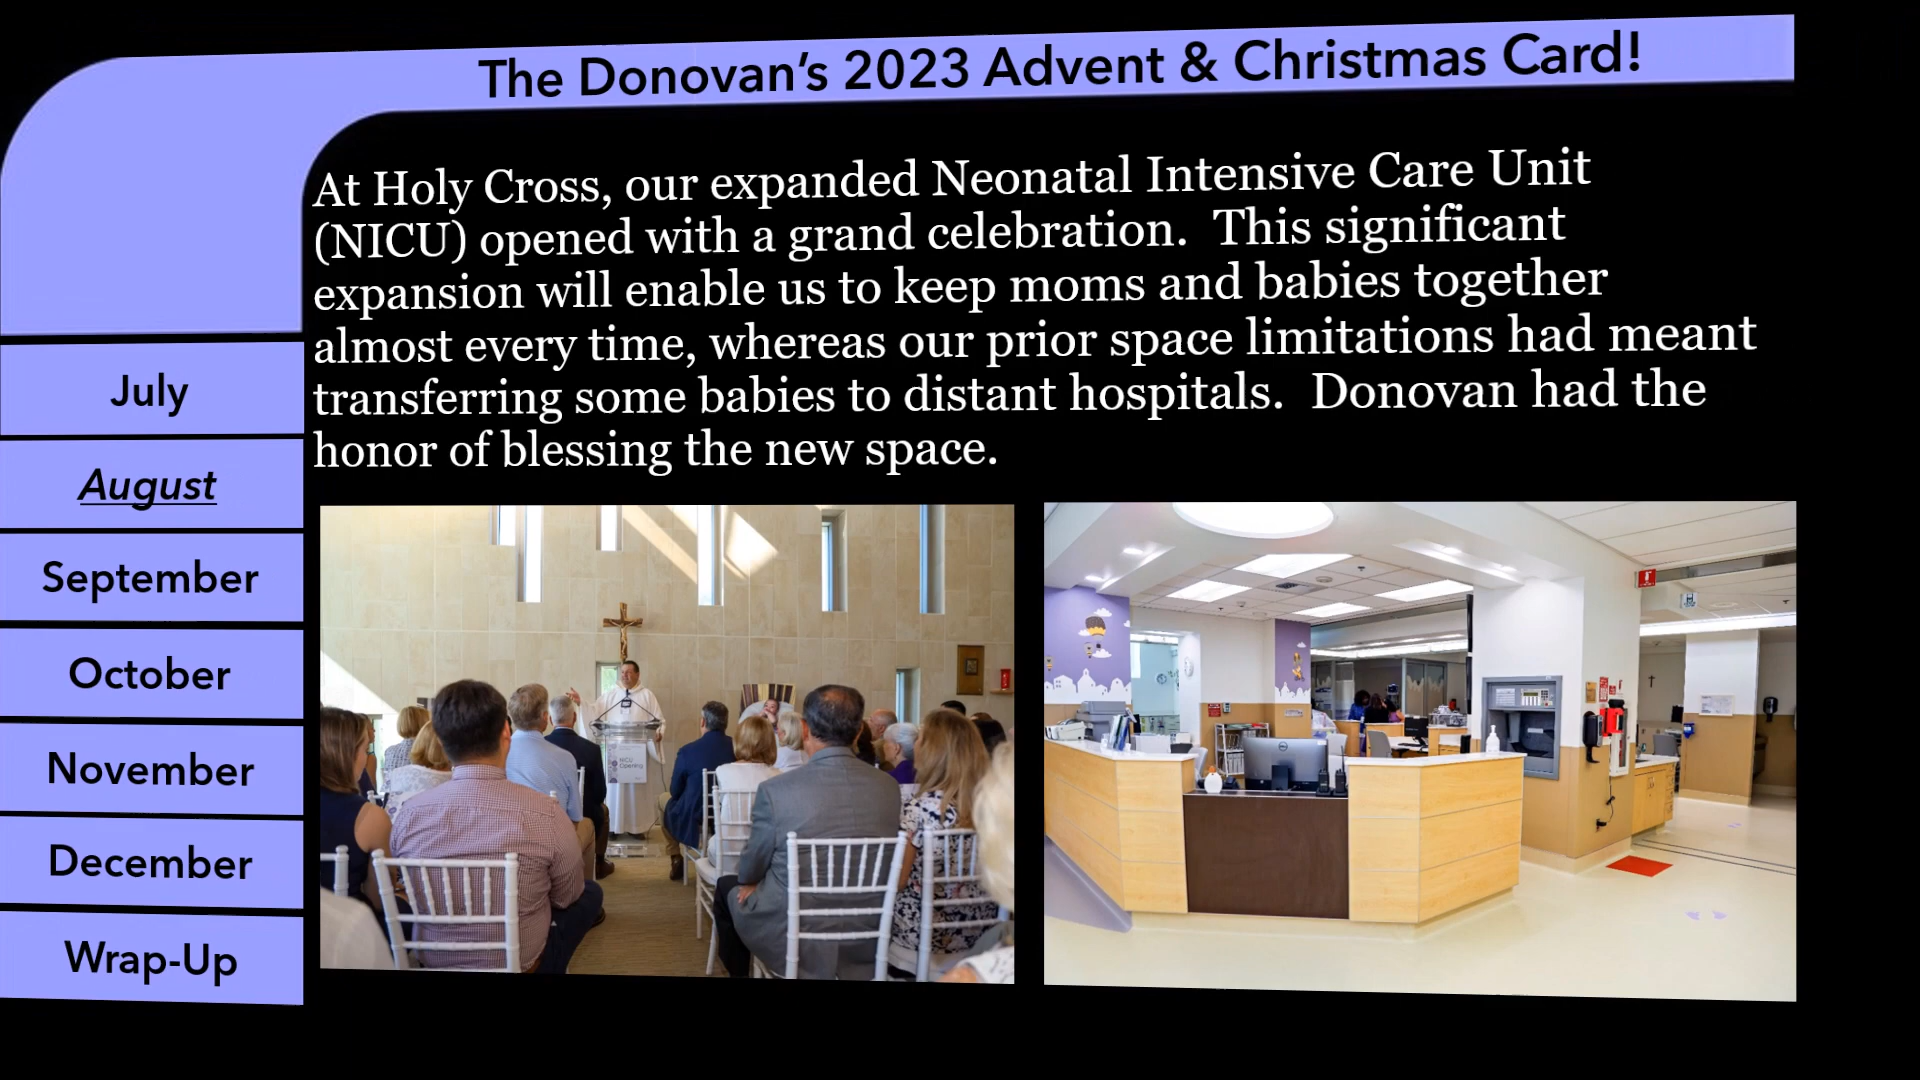 The Donovan’s 2023 Advent & Christmas Card!
At Holy Cross, our expanded Neonatal Intensive Care Unit
(NICU) opened with a grand celebration.  This significant
expansion will enable us to keep moms and babies together
almost every time, whereas our prior space limitations had meant
transferring some babies to distant hospitals.  Donovan had the
honor of blessing the new space.
July
August
September
October
November
December
Wrap-Up
NICU
Opening
DELL